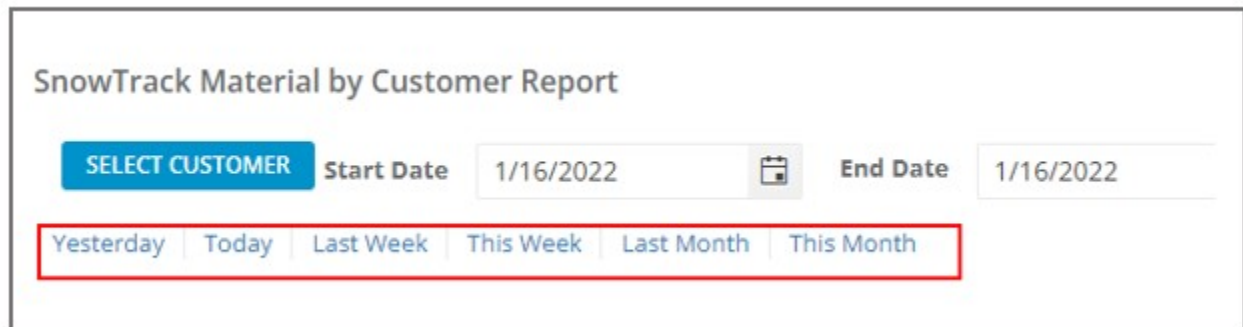 SnowTrack Material by Customer Report
SELECT CUSTOMER Start Date 1/16/2022 End Date 1/16/2022
Yesterday Today Last Week This Week Last Month This Month